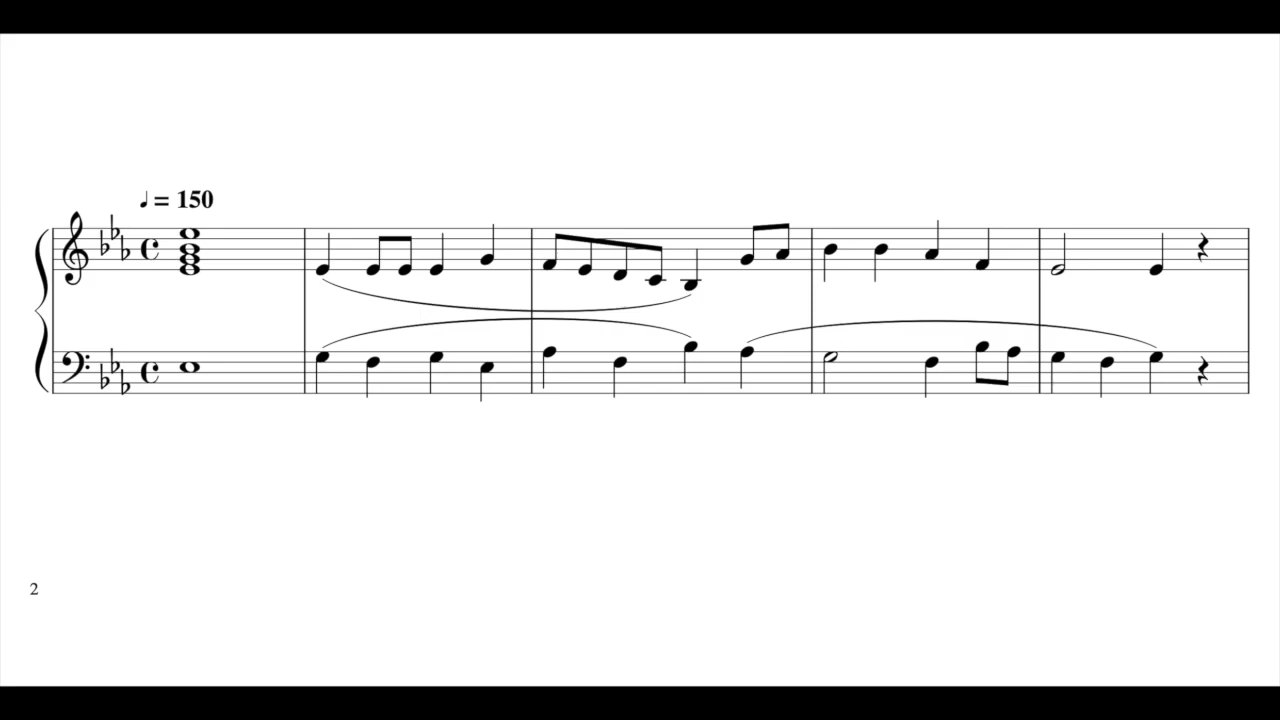 ♩ = 150
2